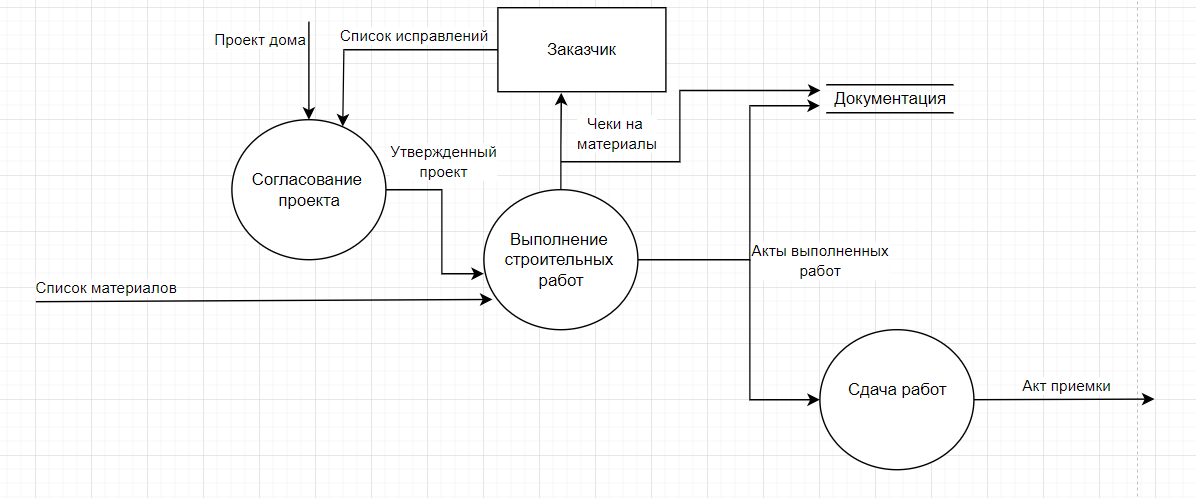 Проект дома
Список исправлений
Заказчик
Документация
Чеки на
материалы
Утвержденный
проект
Согласование
проекта
Выполнение
строительных
работ
Акты выполненных
работ
Список материалов
Сдача работ
Акт приемки